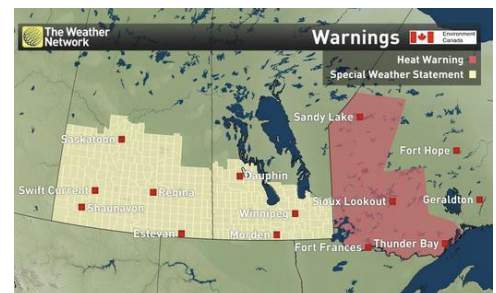 The Weather
Network
Warnings
Environment
Canada
Heat Warning
Special Weather Statement
Sandy Lake
Saskatoon
Fort Hope
Dauphin
Swift Current
Regina
Sioux Lookout
Geraldton
Shaunavon
Winnipeg
Estevan
Morden
Fort Frances
Thunder Bay